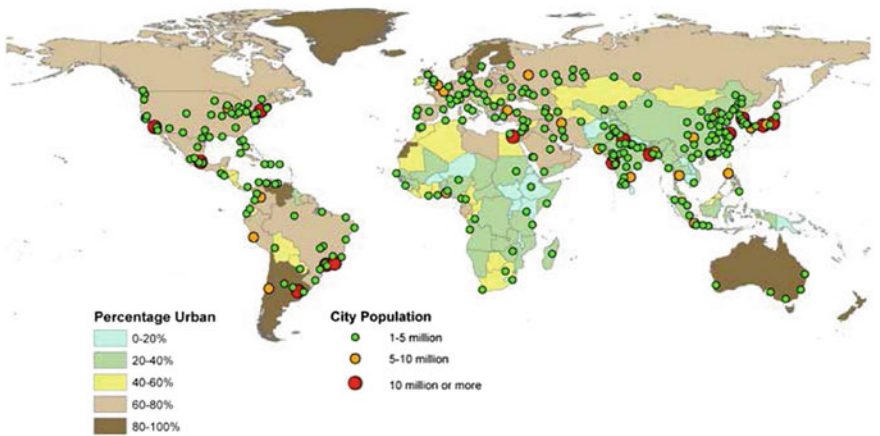 Percentage Urban
0-20%
20-40%
40-60%
60-80%
80-100%
City Population
1-5 million
5-10 million
10 million or more